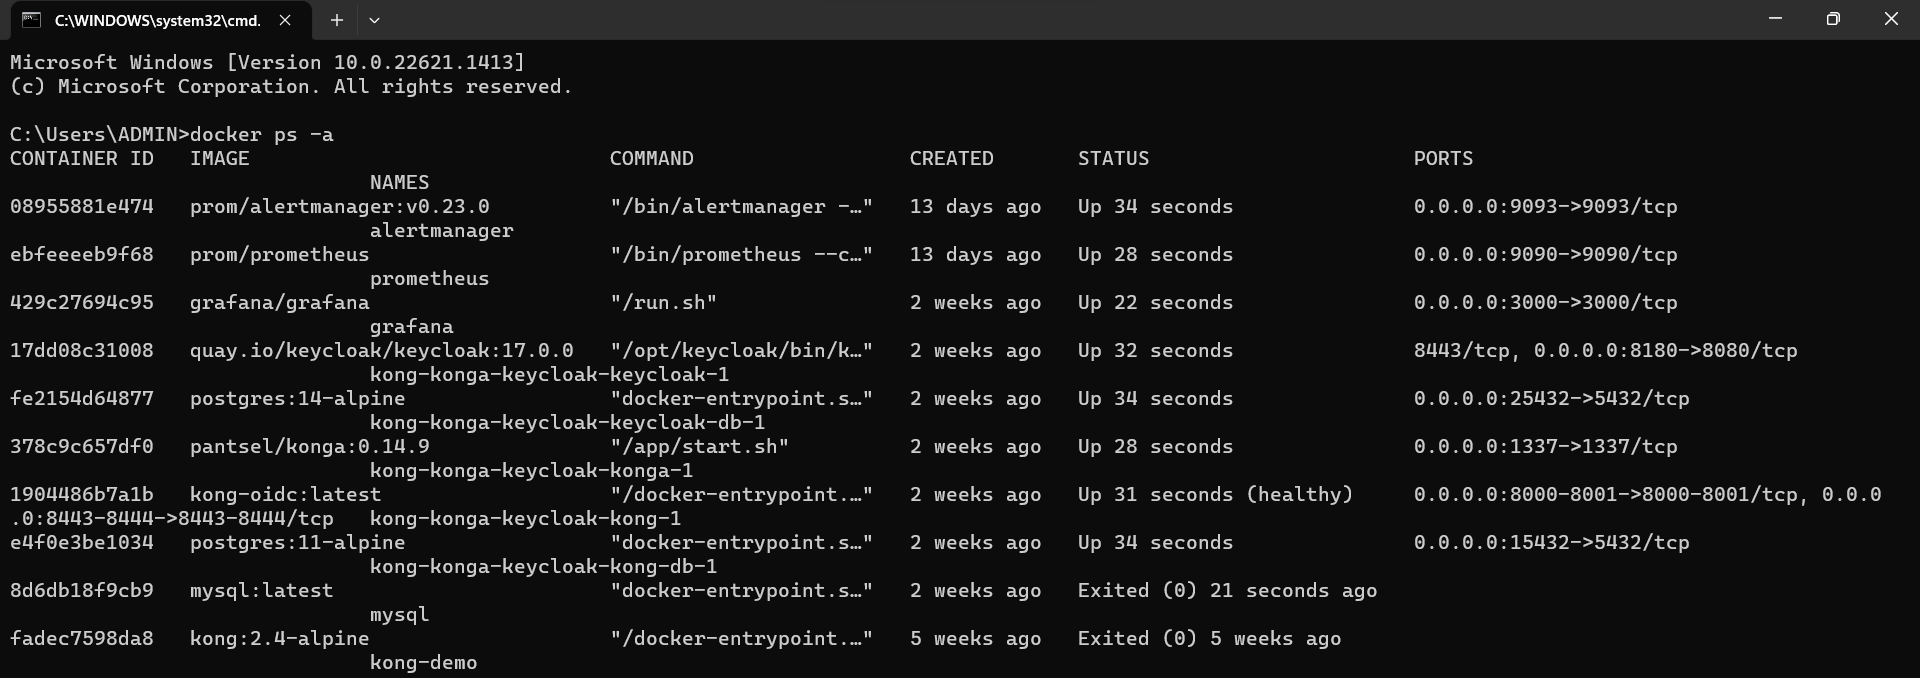 C:\WINDOWS\system32\cmd.
Microsoft Windows [Version 10.0.22621.1413]
(c) Microsoft Corporation. All rights reserved.
C:\Users\ADMIN>docker ps -a
CONTAINER ID   IMAGE                              COMMAND                  CREATED       STATUS                      PORTS
                              NAMES
08955881e474   prom/alertmanager:v0.23.0          "/bin/alertmanager -…"   13 days ago   Up 34 seconds               0.0.0.0:9093->9093/tcp
                              alertmanager
ebfeeeeb9f68   prom/prometheus                    "/bin/prometheus --c…"   13 days ago   Up 28 seconds               0.0.0.0:9090->9090/tcp
                              prometheus
429c27694c95   grafana/grafana                    "/run.sh"                2 weeks ago   Up 22 seconds               0.0.0.0:3000->3000/tcp
                              grafana
17dd08c31008   quay.io/keycloak/keycloak:17.0.0   "/opt/keycloak/bin/k…"   2 weeks ago   Up 32 seconds               8443/tcp, 0.0.0.0:8180->8080/tcp
                              kong-konga-keycloak-keycloak-1
fe2154d64877   postgres:14-alpine                 "docker-entrypoint.s…"   2 weeks ago   Up 34 seconds               0.0.0.0:25432->5432/tcp
                              kong-konga-keycloak-keycloak-db-1
378c9c657df0   pantsel/konga:0.14.9               "/app/start.sh"          2 weeks ago   Up 28 seconds               0.0.0.0:1337->1337/tcp
                              kong-konga-keycloak-konga-1
1904486b7a1b   kong-oidc:latest                   "/docker-entrypoint.…"   2 weeks ago   Up 31 seconds (healthy)     0.0.0.0:8000-8001->8000-8001/tcp, 0.0.0
.0:8443-8444->8443-8444/tcp   kong-konga-keycloak-kong-1
e4f0e3be1034   postgres:11-alpine                 "docker-entrypoint.s…"   2 weeks ago   Up 34 seconds               0.0.0.0:15432->5432/tcp
                              kong-konga-keycloak-kong-db-1
8d6db18f9cb9   mysql:latest                       "docker-entrypoint.s…"   2 weeks ago   Exited (0) 21 seconds ago
                              mysql
fadec7598da8   kong:2.4-alpine                    "/docker-entrypoint.…"   5 weeks ago   Exited (0) 5 weeks ago
                              kong-demo